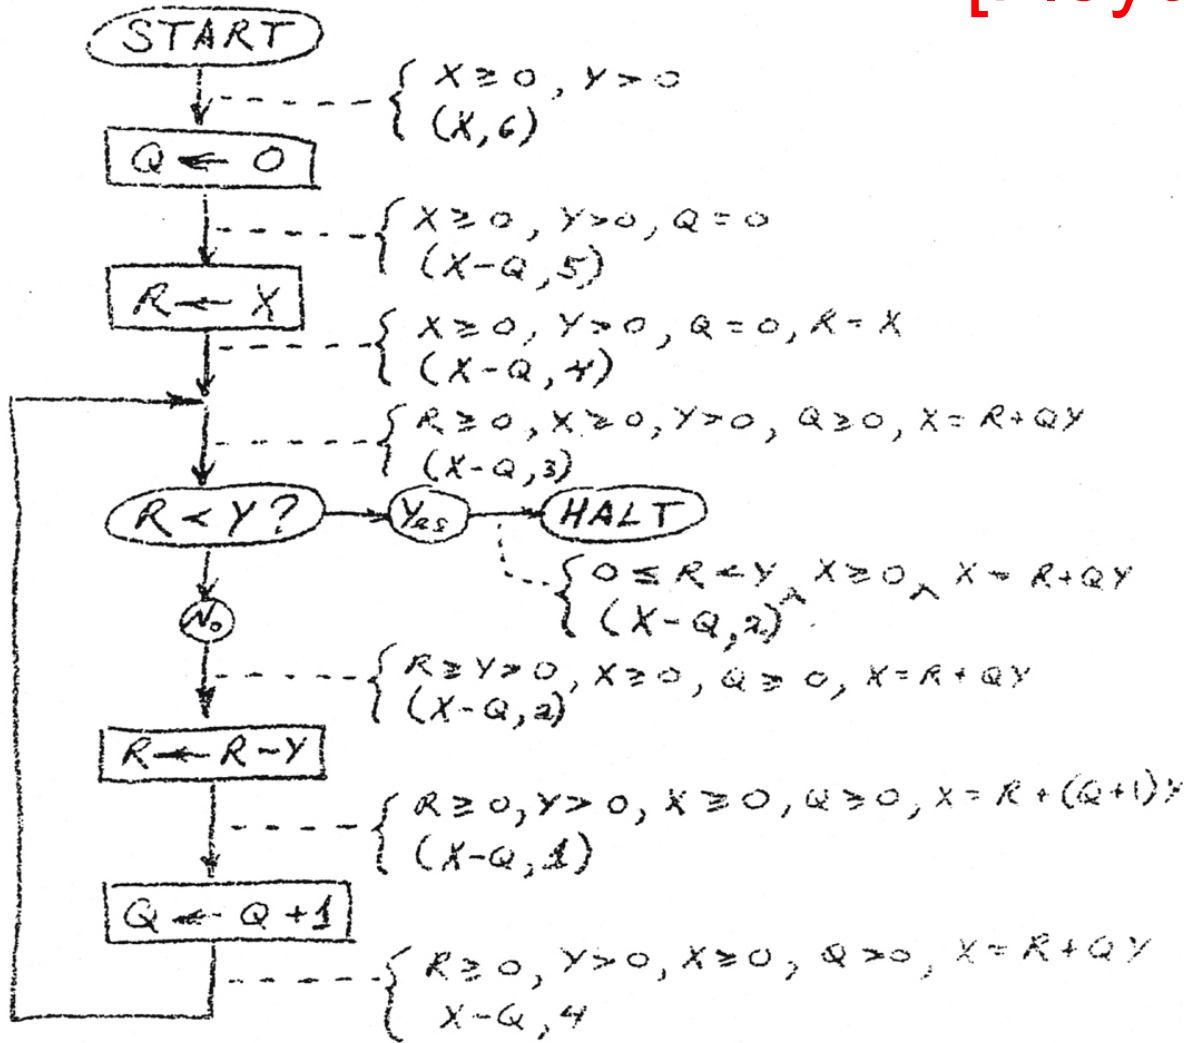 [Floyd
START
X ≥ 0, Y > 0
(X, 6)
Q ← 0
X ≥ 0, Y > 0, Q = 0
(X-Q, 5)
R ← X
X ≥ 0, Y > 0, Q = 0, R = X
(X-Q, 4)
R ≥ 0, X ≥ 0, Y > 0, Q ≥ 0, X = R + QY
(X-Q, 3)
R < Y? Yes HALT
0 ≤ R < Y ^ X ≥ 0 ^ X = R + QY
(X-Q, 2)
No
R ≥ Y > 0, X ≥ 0, Q ≥ 0, X = R + QY
(X-Q, 2)
R ← R - Y
R ≥ 0, Y > 0, X ≥ 0, Q ≥ 0, X = R + (Q+1)Y
(X-Q, 1)
Q ← Q + 1
R ≥ 0, Y > 0, X ≥ 0, Q > 0, X = R + QY
X-Q, 4